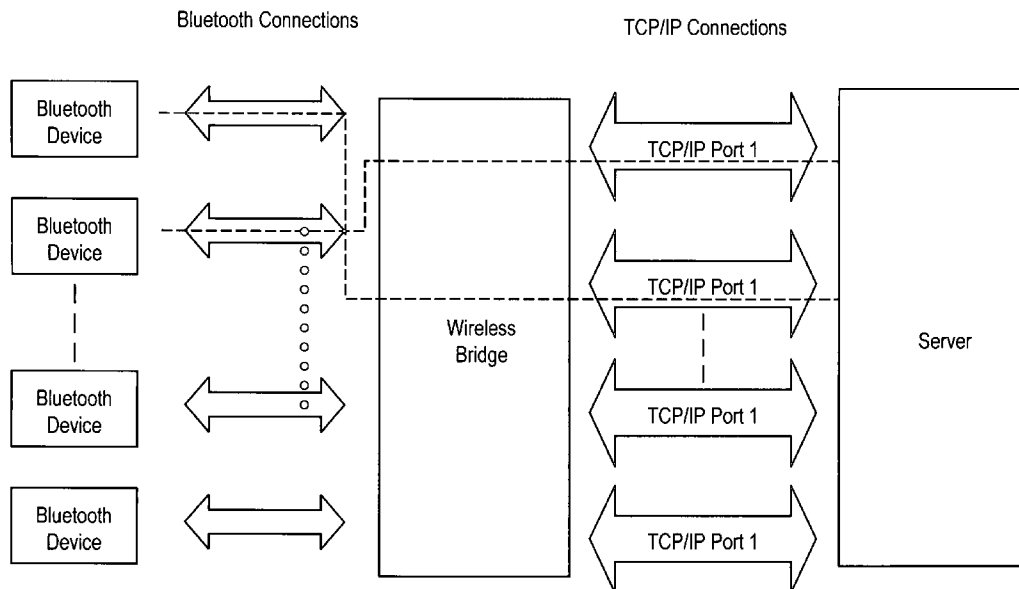 Bluetooth Connections
TCP/IP Connections
Bluetooth
Device
TCP/IP Port 1
Bluetooth
Device
TCP/IP Port 1
Wireless
Bridge
Server
Bluetooth
Device
TCP/IP Port 1
Bluetooth
Device
TCP/IP Port 1